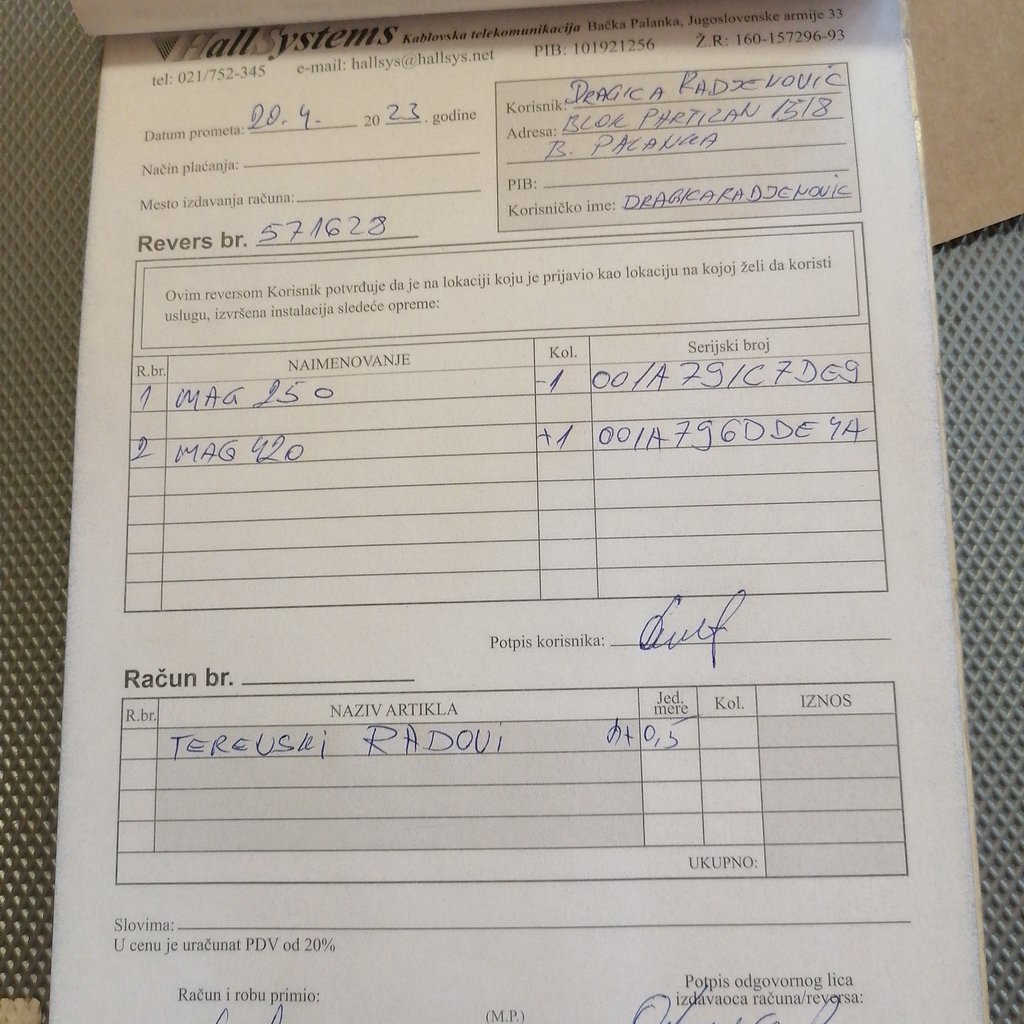 HallSystems Kablovska telekomunikacija Bačka Palanka, Jugoslovenske armije 33
tel: 021/752-345 e-mail: hallsys@hallsys.net PIB: 101921256 Ž.R: 160-157296-93
Datum prometa: 20.4. 2023. godine
Način plaćanja:
Mesto izdavanja računa:
Revers br. 571628
Korisnik: DRAGICA RADJENOVIĆ
Adresa: BLOK PARTIZAN 15/8
B. PALANKA
PIB:
Korisničko ime: DRAGICARADJENOVIC
Ovim reversom Korisnik potvrđuje da je na lokaciji koju je prijavio kao lokaciju na kojoj želi da koristi
uslugu, izvršena instalacija sledeće opreme:
R.br. NAIMENOVANJE Kol. Serijski broj
1 MAG 250 -1 001A791C7DE9
2 MAG 420 +1 001A796DDE4A
Potpis korisnika:
Račun br.
R.br. NAZIV ARTIKLA Jed. mere Kol. IZNOS
TERENSKI RADOVI 0,5
UKUPNO:
Slovima:
U cenu je uračunat PDV od 20%
Račun i robu primio:
(M.P.)
Potpis odgovornog lica
izdavaoca računa/reversa: